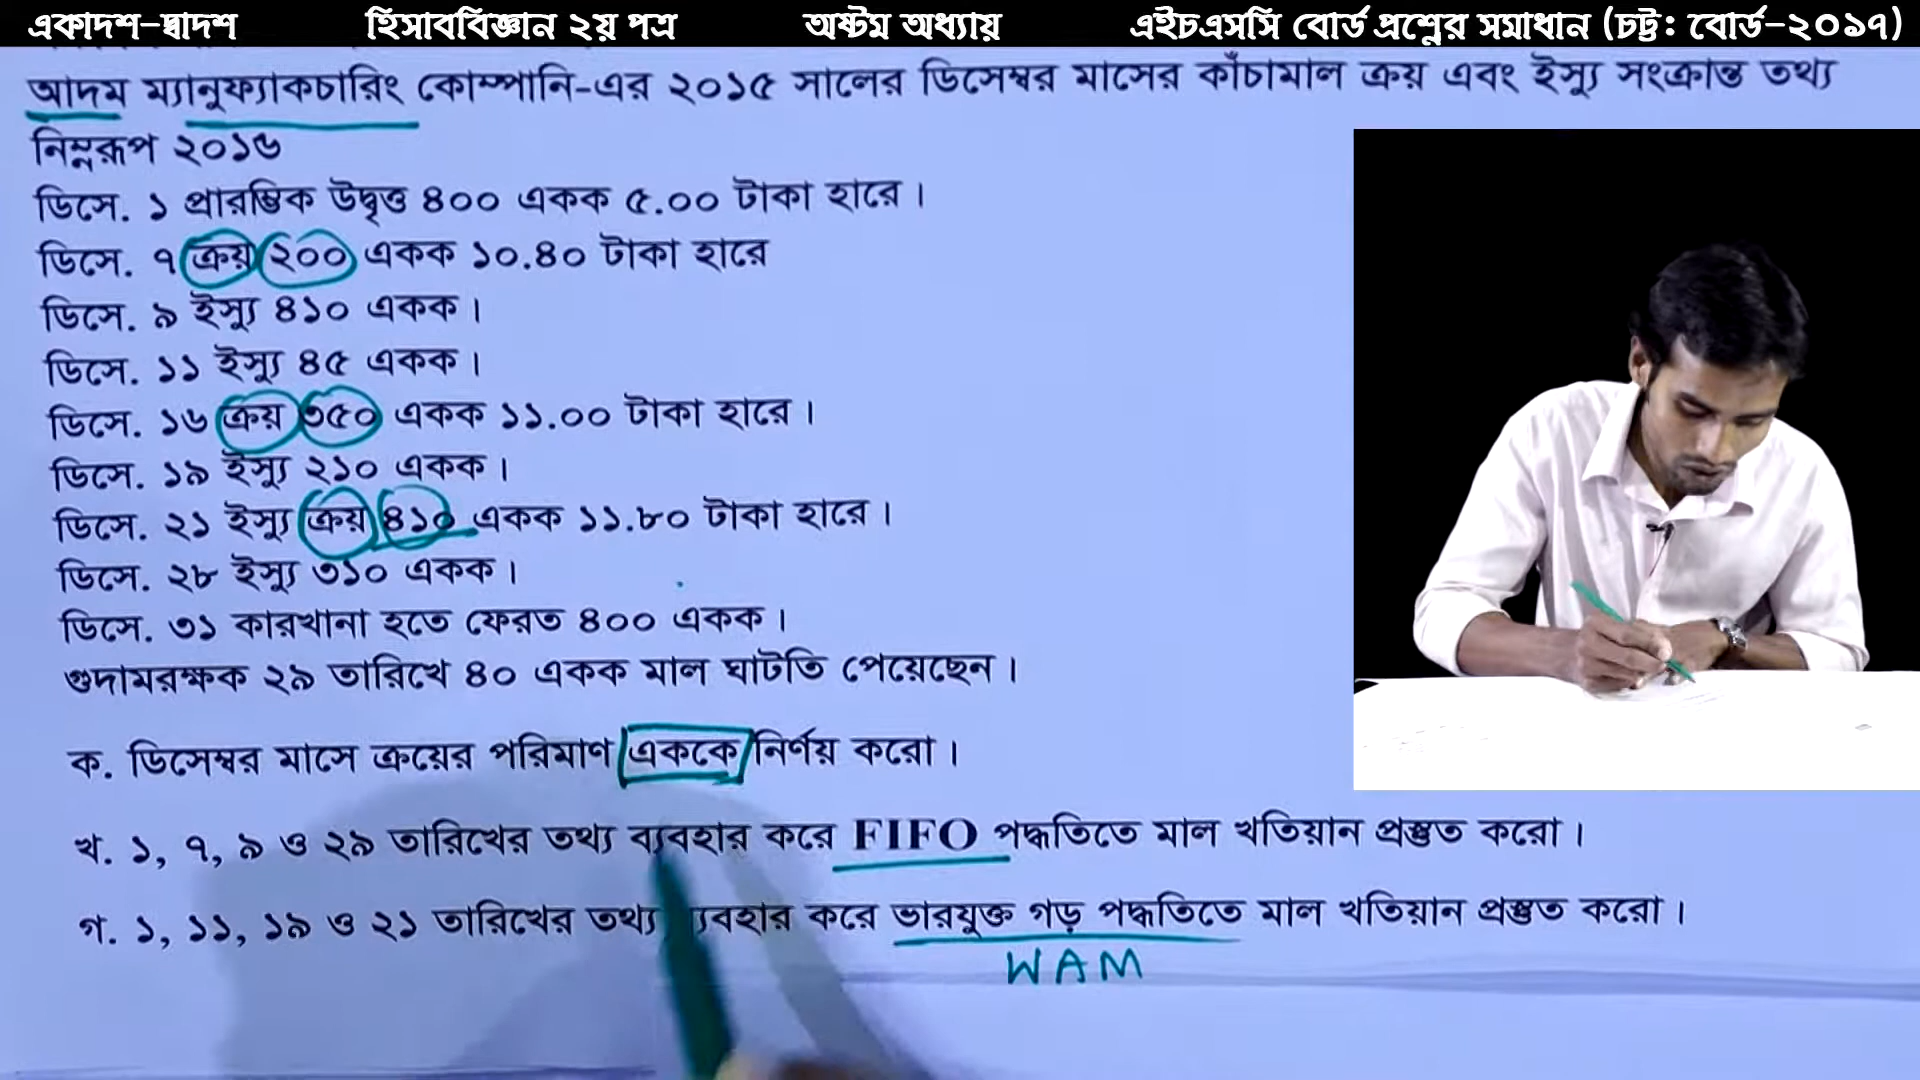 একাদশ-দ্বাদশ হিসাববিজ্ঞান ২য় পত্র অষ্টম অধ্যায় এইচএসসি বোর্ড প্রশ্নের সমাধান (চট্ট: বোর্ড-২০১৭)
আদম ম্যানুফ্যাকচারিং কোম্পানি-এর ২০১৫ সালের ডিসেম্বর মাসের কাঁচামাল ক্রয় এবং ইস্যু সংক্রান্ত তথ্য
নিম্নরূপ ২০১৬
ডিসে. ১ প্রারম্ভিক উদ্বৃত্ত ৪০০ একক ৫.০০ টাকা হারে।
ডিসে. ৭ ক্রয় ২০০ একক ১০.৪০ টাকা হারে
ডিসে. ৯ ইস্যু ৪১০ একক।
ডিসে. ১১ ইস্যু ৪৫ একক।
ডিসে. ১৬ ক্রয় ৩৫০ একক ১১.০০ টাকা হারে।
ডিসে. ১৯ ইস্যু ২১০ একক।
ডিসে. ২১ ইস্যু ক্রয় ৪১০ একক ১১.৮০ টাকা হারে।
ডিসে. ২৮ ইস্যু ৩১০ একক।
ডিসে. ৩১ কারখানা হতে ফেরত ৪০০ একক।
গুদামরক্ষক ২৯ তারিখে ৪০ একক মাল ঘাটতি পেয়েছেন।
ক. ডিসেম্বর মাসে ক্রয়ের পরিমাণ এককে নির্ণয় করো।
খ. ১, ৭, ৯ ও ২৯ তারিখের তথ্য ব্যবহার করে FIFO পদ্ধতিতে মাল খতিয়ান প্রস্তুত করো।
গ. ১, ১১, ১৯ ও ২১ তারিখের তথ্য ব্যবহার করে ভারযুক্ত গড় পদ্ধতিতে মাল খতিয়ান প্রস্তুত করো।
WAM